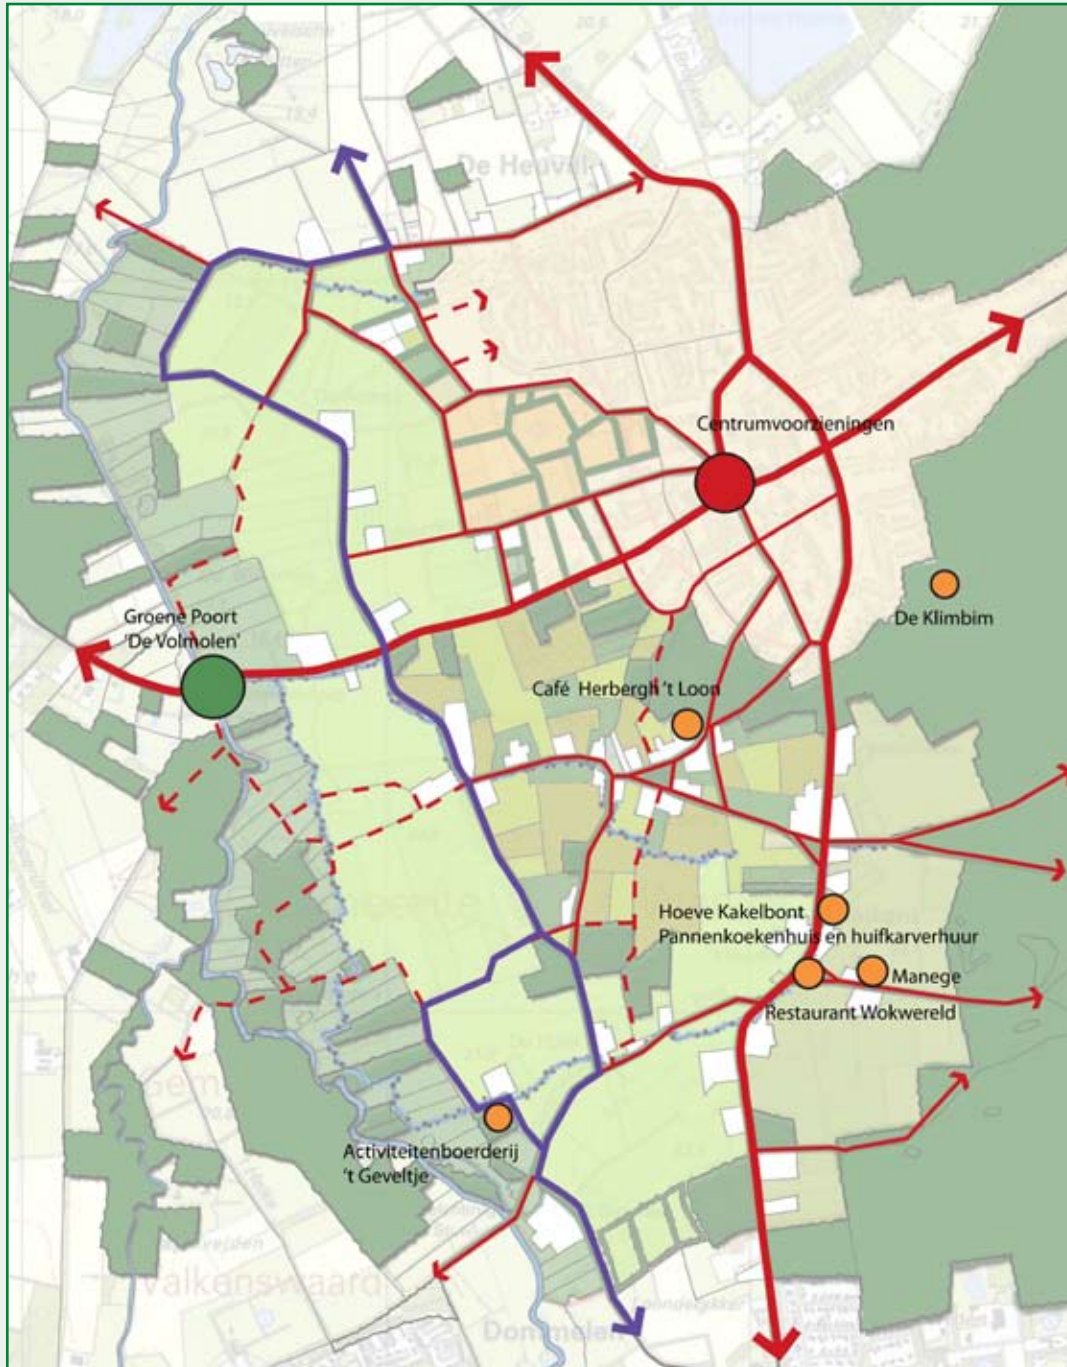 De Heuvel
Centrumvoorzieningen
De Klimbim
Groene Poort
'De Volmolen'
Café Herbergh 't Loon
Hoeve Kakelbont
Pannenkoekenhuis en huifkarverhuur
Manege
Restaurant Wokwereld
Activiteitenboerderij
't Geveltje
Valkenswaard
Dommelen